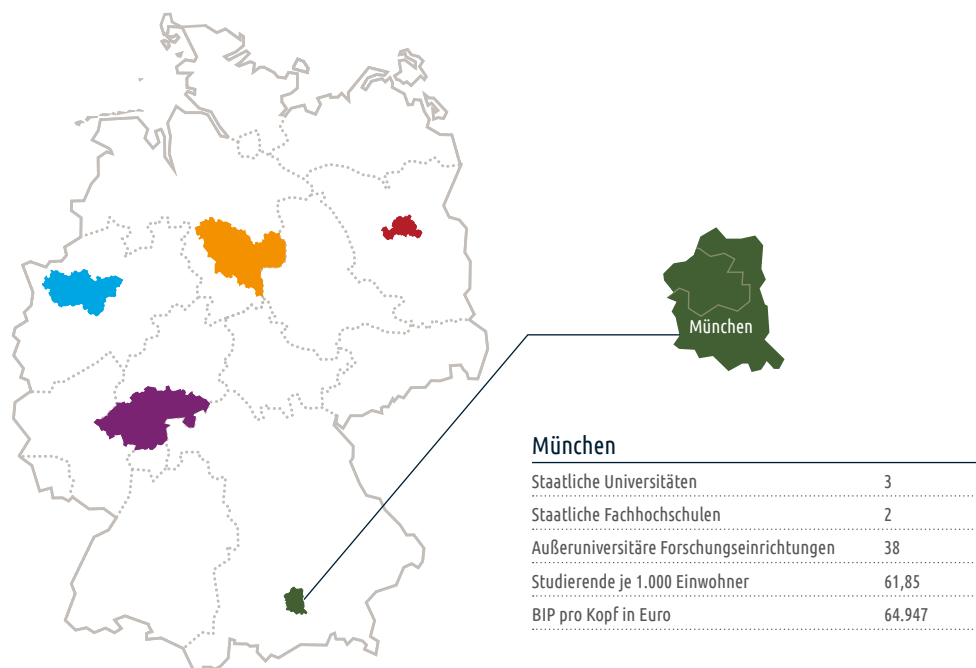 München
München
Staatliche Universitäten 3
Staatliche Fachhochschulen 2
Außeruniversitäre Forschungseinrichtungen 38
Studierende je 1.000 Einwohner 61,85
BIP pro Kopf in Euro 64.947